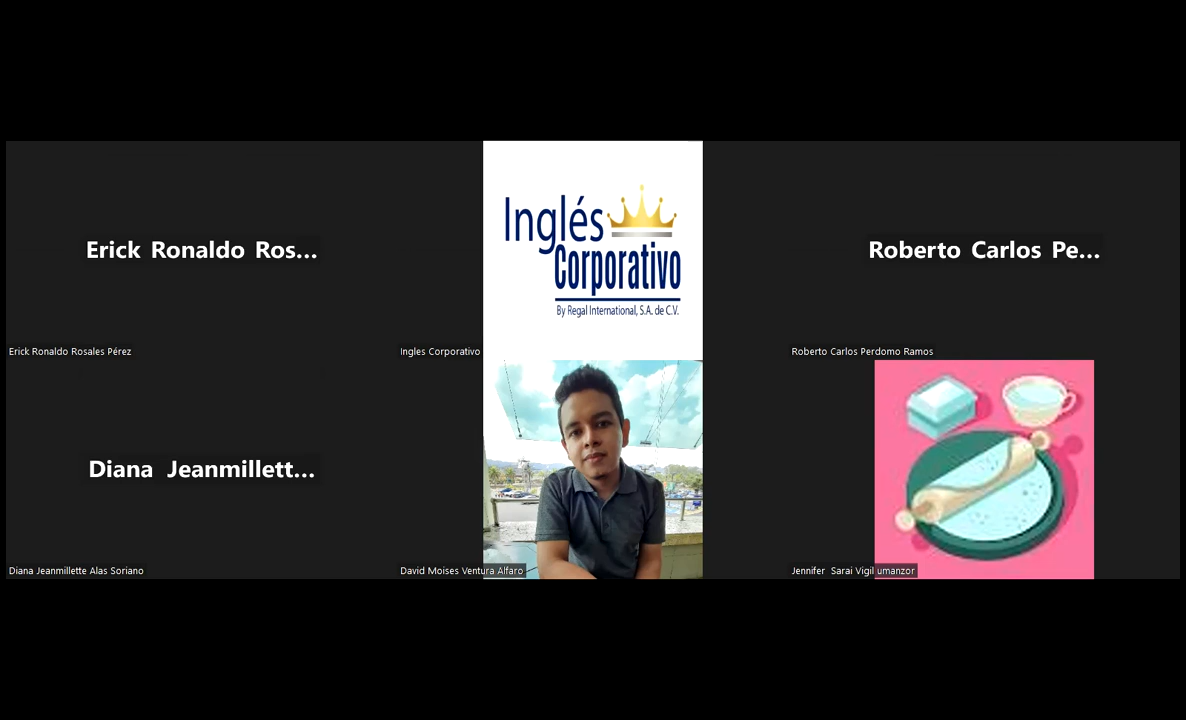 Erick Ronaldo Ros...
Erick Ronaldo Rosales Pérez
Inglés
Corporativo
By Regal International, S.A. de C.V.
Ingles Corporativo
Roberto Carlos Pe...
Roberto Carlos Perdomo Ramos
Diana Jeanmillett...
Diana Jeanmillette Alas Soriano
David Moises Ventura Alfaro
Jennifer Sarai Vigil umanzor